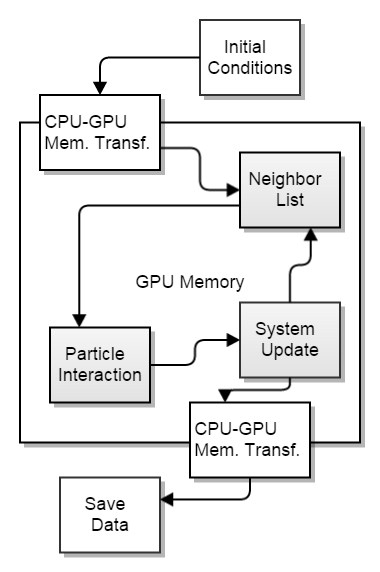 Initial
Conditions
CPU-GPU
Mem. Transf.
Neighbor
List
GPU Memory
System
Update
Particle
Interaction
CPU-GPU
Mem. Transf.
Save
Data